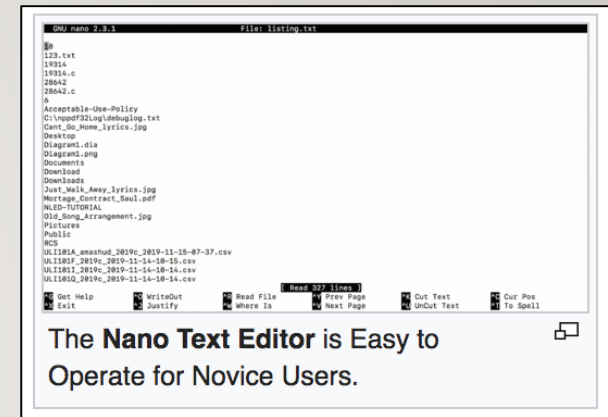 GNU nano 2.3.1 File: listing.txt
10
123.txt
19314
19314.c
28642
28642.c
6
Acceptable-Use-Policy
C:\nppdf32Log\debuglog.txt
Cant_Go_Home_lyrics.jpg
Desktop
Diagram1.dia
Diagram1.png
Documents
Download
Downloads
Just_Walk_Away_lyrics.jpg
Mortage_Contract_Saul.pdf
NLED-TUTORIAL
Old_Song_Arrangement.jpg
Pictures
Public
RCS
ULI101A_amashud_2019c_2019-11-15-07-37.csv
ULI101F_2019c_2019-11-14-10-15.csv
ULI101I_2019c_2019-11-14-10-14.csv
ULI101Q_2019c_2019-11-14-10-14.csv
[ Read 327 lines ]
^G Get Help ^O WriteOut ^R Read File ^Y Prev Page ^K Cut Text ^C Cur Pos
^X Exit ^J Justify ^W Where Is ^V Next Page ^U UnCut Text ^T To Spell
The Nano Text Editor is Easy to
Operate for Novice Users.